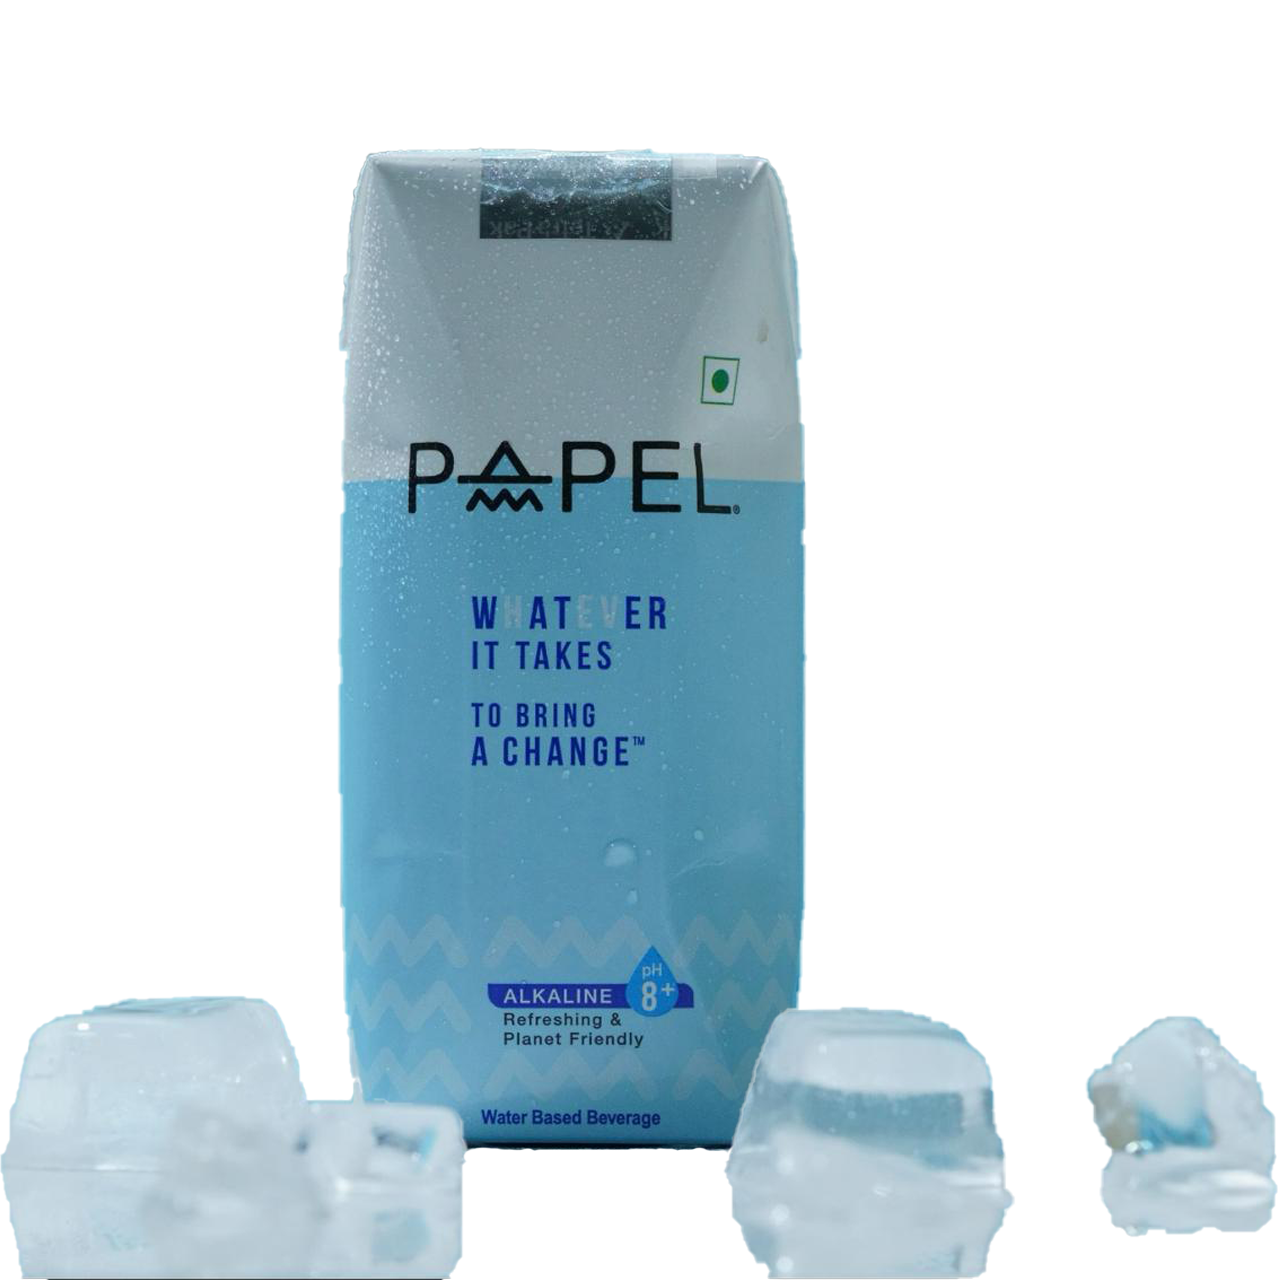 PAPEL®
WHATEVER
IT TAKES
TO BRING
A CHANGE™
pH
8+
ALKALINE
Refreshing &
Planet Friendly
Water Based Beverage